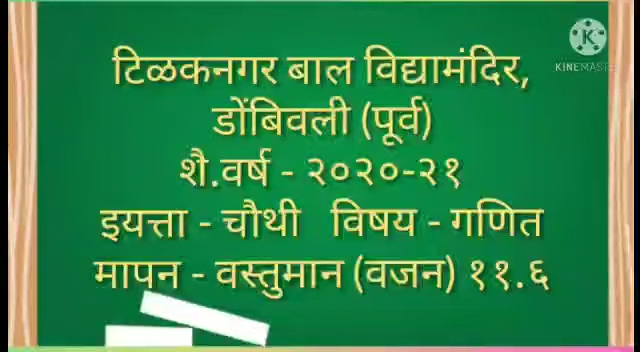 KINEMASTER
टिळकनगर बाल विद्यामंदिर,
डोंबिवली (पूर्व)
शै.वर्ष - २०२०-२१
इयत्ता - चौथी विषय - गणित
मापन - वस्तुमान (वजन) ११.६